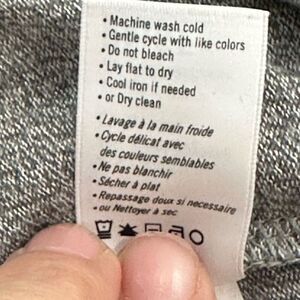 • Machine wash cold
• Gentle cycle with like colors
• Do not bleach
• Lay flat to dry
• Cool iron if needed
• or Dry clean
• Lavage à la main froide
• Cycle délicat avec
des couleurs semblables
• Ne pas blanchir
• Sécher à plat
• Repassage doux si necessaire
• ou Nettoyer à sec